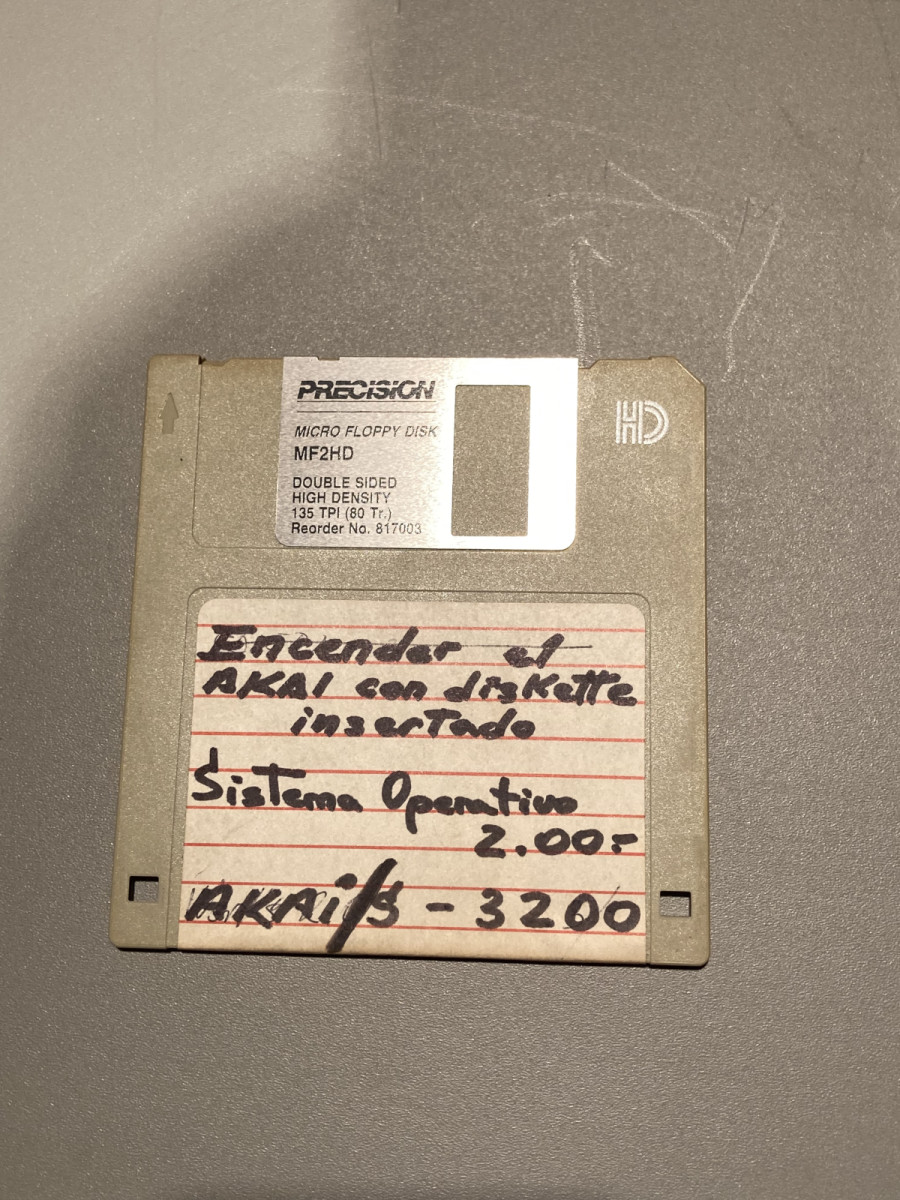 PRECISION
MICRO FLOPPY DISK
MF2HD
DOUBLE SIDED
HIGH DENSITY
135 TPI (80 Tr.)
Reorder No. 817003
HD
Encender el
AKAI con disKette
insertado
Sistema Operativo
2.00=
AKAi/S - 3200